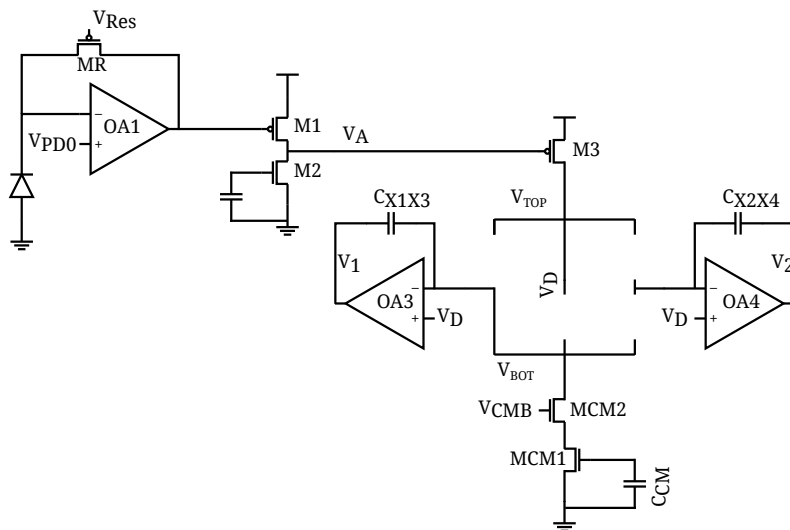 VRes
MR
−
OA1
VPD0
+
M1
VA
M3
M2
CX1X3
VTOP
CX2X4
V1
VD
V2
OA3
−
+
VD
−
OA4
VD
+
VBOT
VCMB
MCM2
MCM1
CCM